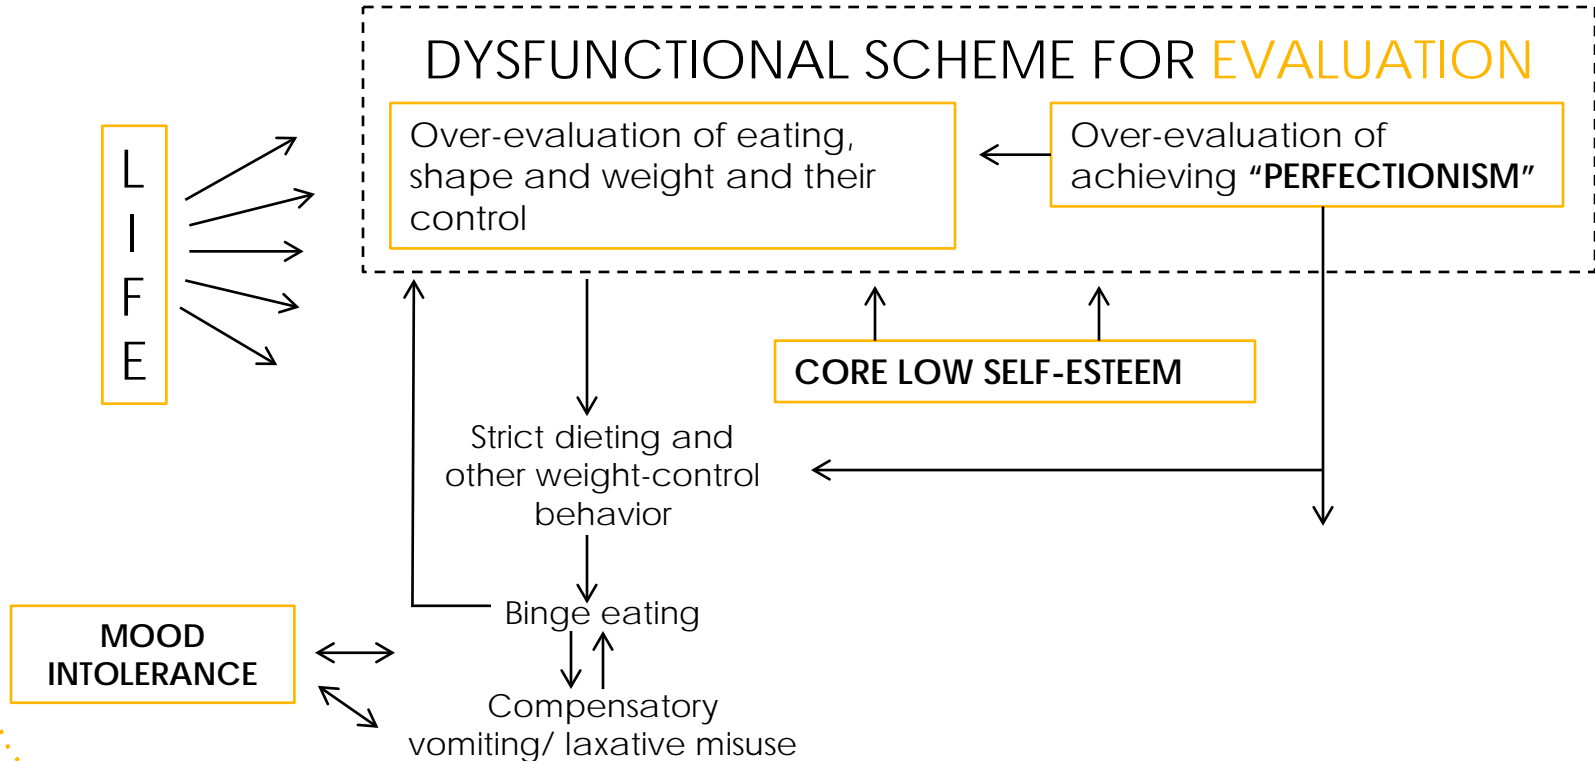 DYSFUNCTIONAL SCHEME FOR EVALUATION
L
I
F
E
Over-evaluation of eating,
shape and weight and their
control
Over-evaluation of
achieving “PERFECTIONISM”
CORE LOW SELF-ESTEEM
Strict dieting and
other weight-control
behavior
Binge eating
MOOD
INTOLERANCE
Compensatory
vomiting/ laxative misuse